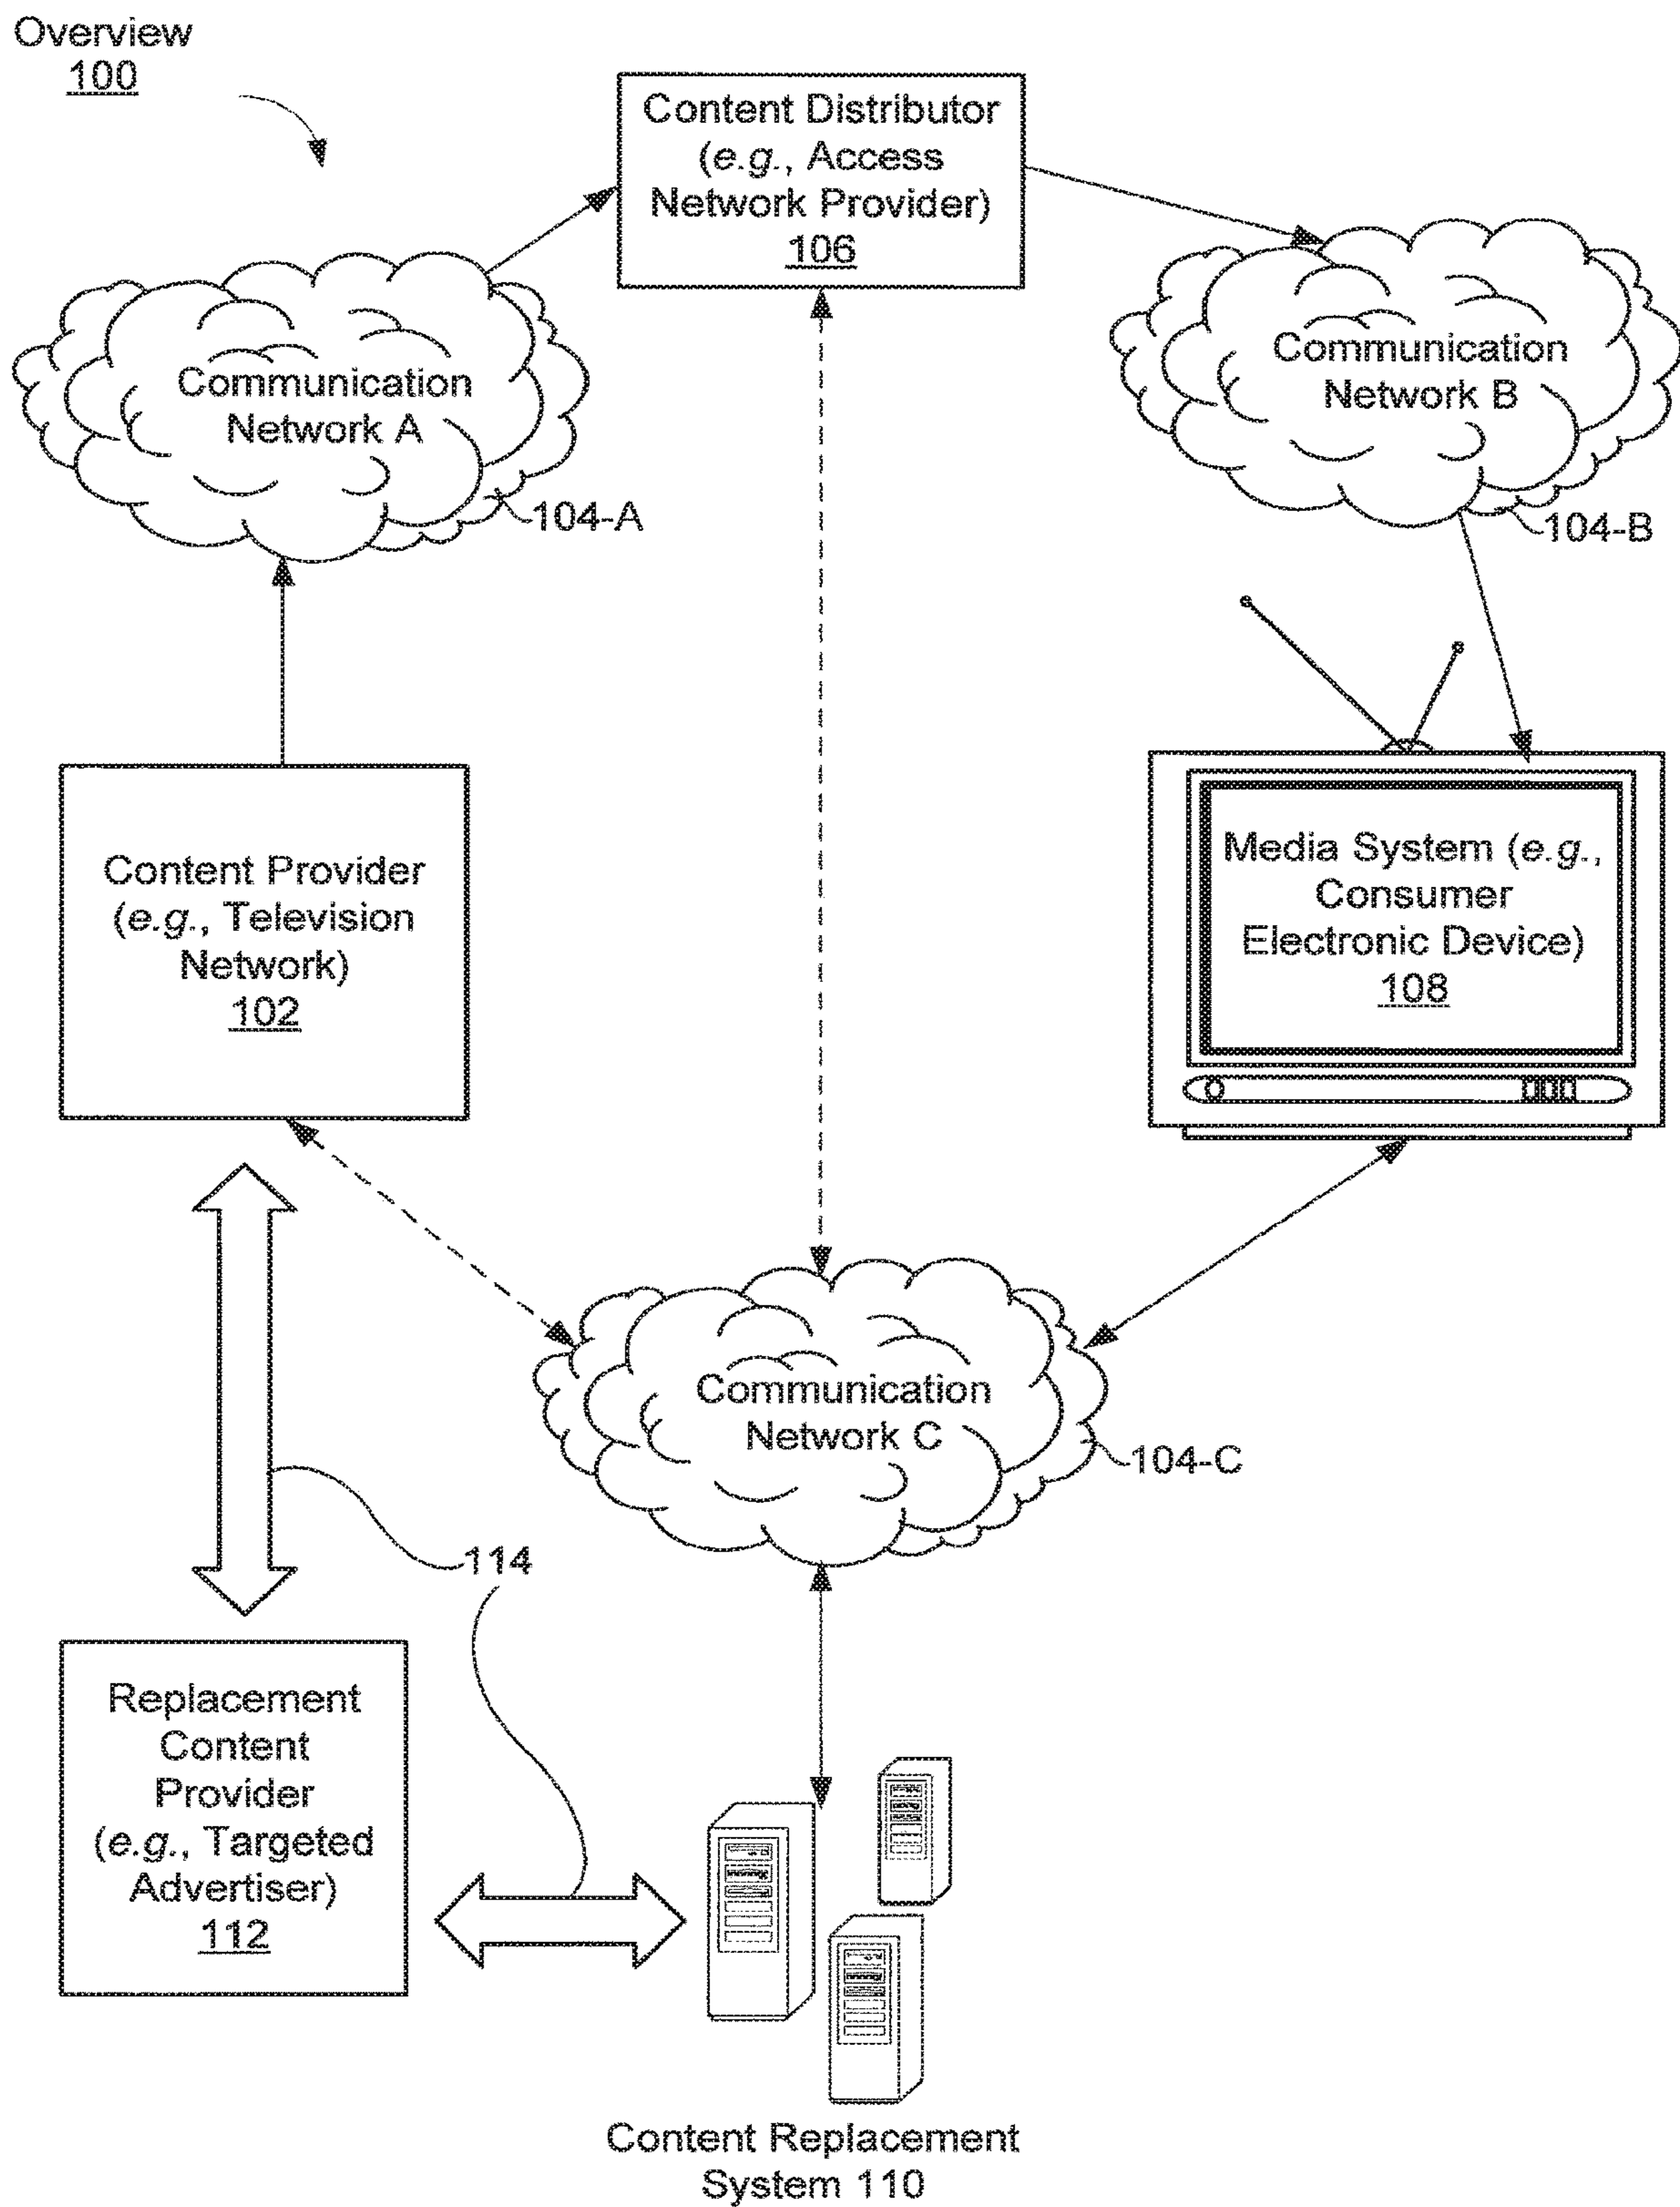 Overview
100
Content Distributor
(e.g., Access
Network Provider)
106
Communication
Network A
104-A
Communication
Network B
104-B
Content Provider
(e.g., Television
Network)
102
Media System (e.g.,
Consumer
Electronic Device)
108
Communication
Network C
104-C
114
Replacement
Content
Provider
(e.g., Targeted
Advertiser)
112
Content Replacement
System 110